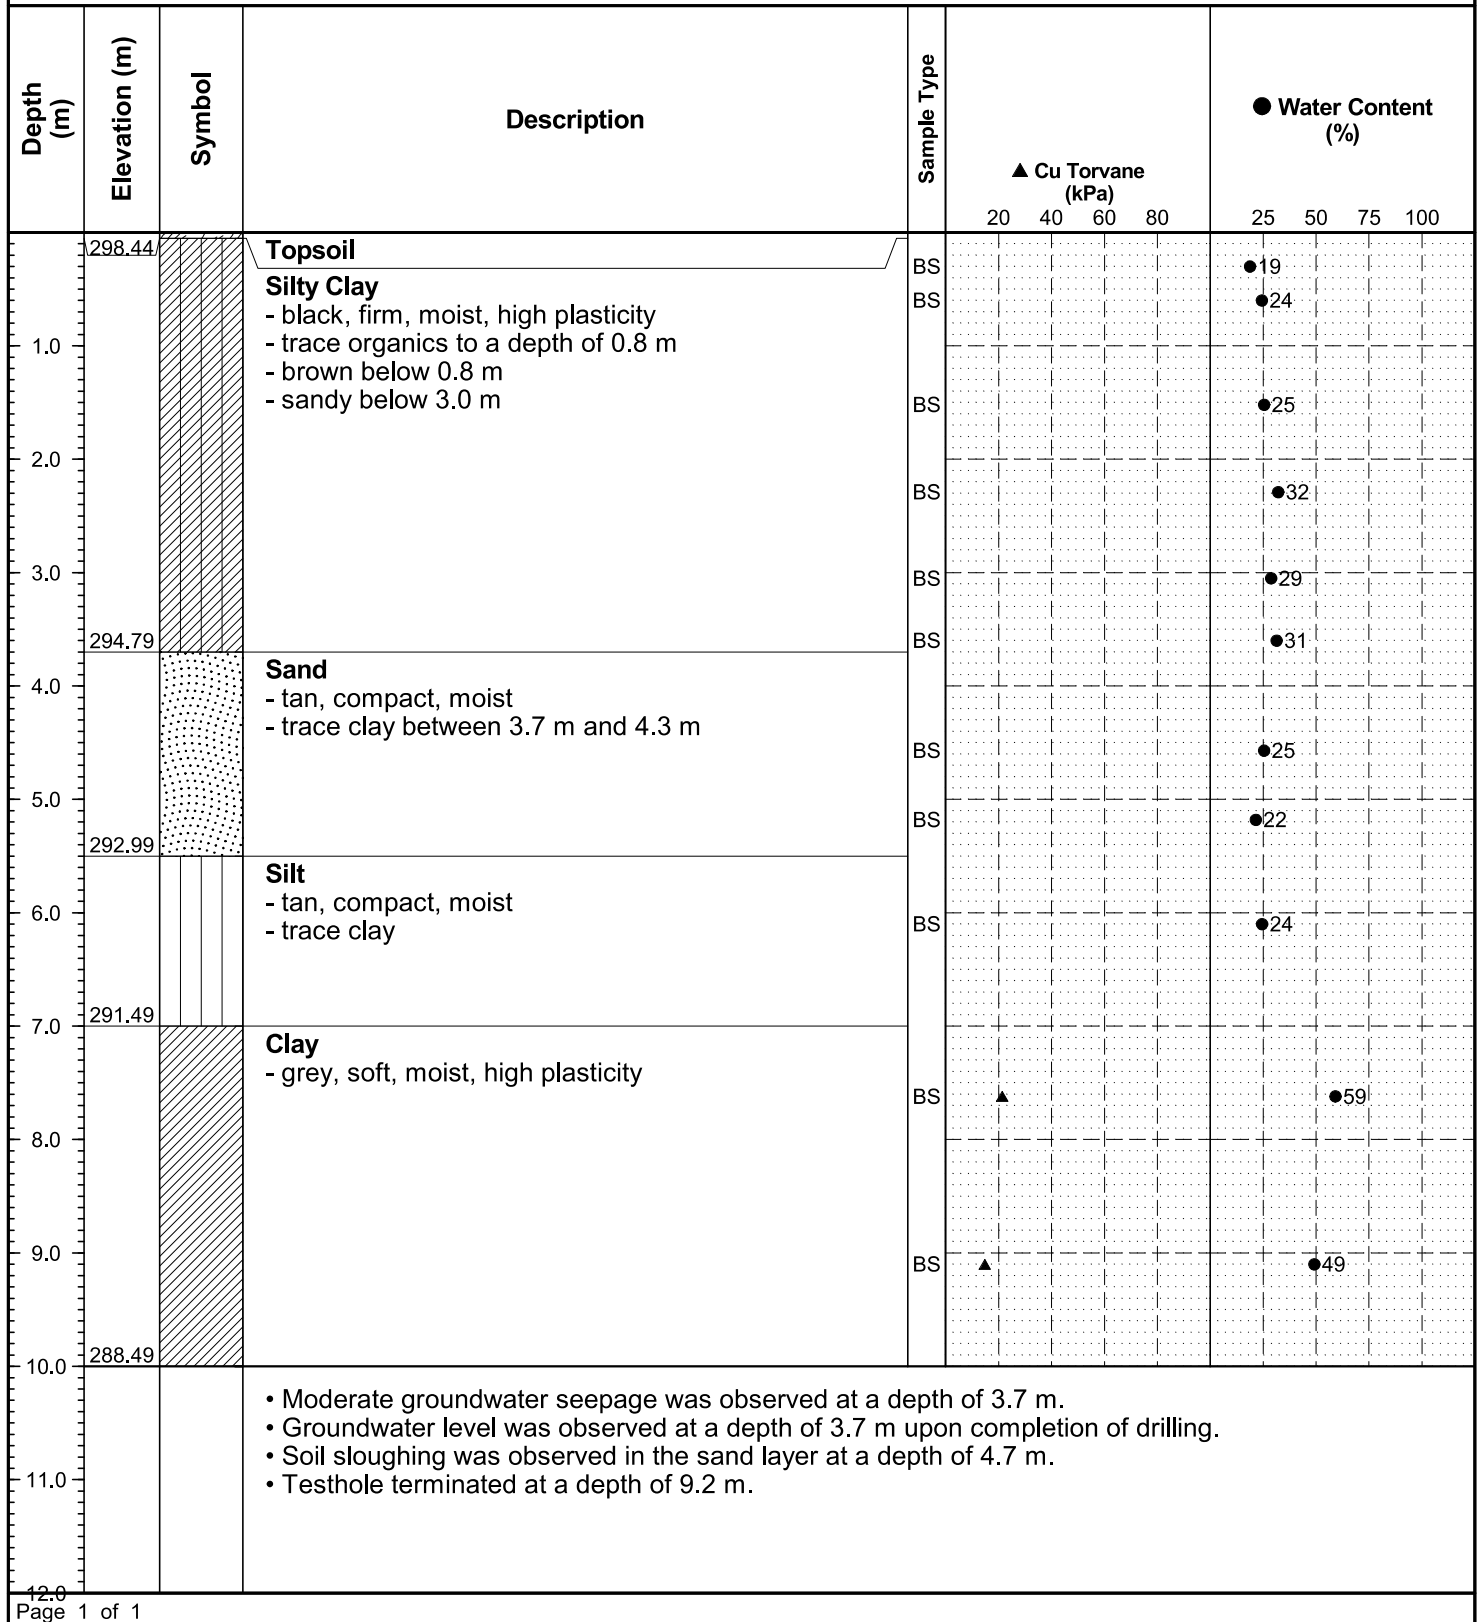 Depth
(m)
Elevation (m)
Symbol
Description
Sample Type
▲ Cu Torvane
(kPa)
20 40 60 80
● Water Content
(%)
25 50 75 100
298.44
Topsoil
BS
19
Silty Clay
- black, firm, moist, high plasticity
BS
24
- trace organics to a depth of 0.8 m
1.0
- brown below 0.8 m
- sandy below 3.0 m
BS
25
2.0
BS
32
3.0
BS
29
294.79
BS
31
Sand
4.0
- tan, compact, moist
- trace clay between 3.7 m and 4.3 m
BS
25
5.0
BS
22
292.99
Silt
- tan, compact, moist
6.0
- trace clay
BS
24
291.49
7.0
Clay
- grey, soft, moist, high plasticity
BS
59
8.0
9.0
BS
49
288.49
10.0
• Moderate groundwater seepage was observed at a depth of 3.7 m.
• Groundwater level was observed at a depth of 3.7 m upon completion of drilling.
• Soil sloughing was observed in the sand layer at a depth of 4.7 m.
11.0
• Testhole terminated at a depth of 9.2 m.
12.0
Page 1 of 1